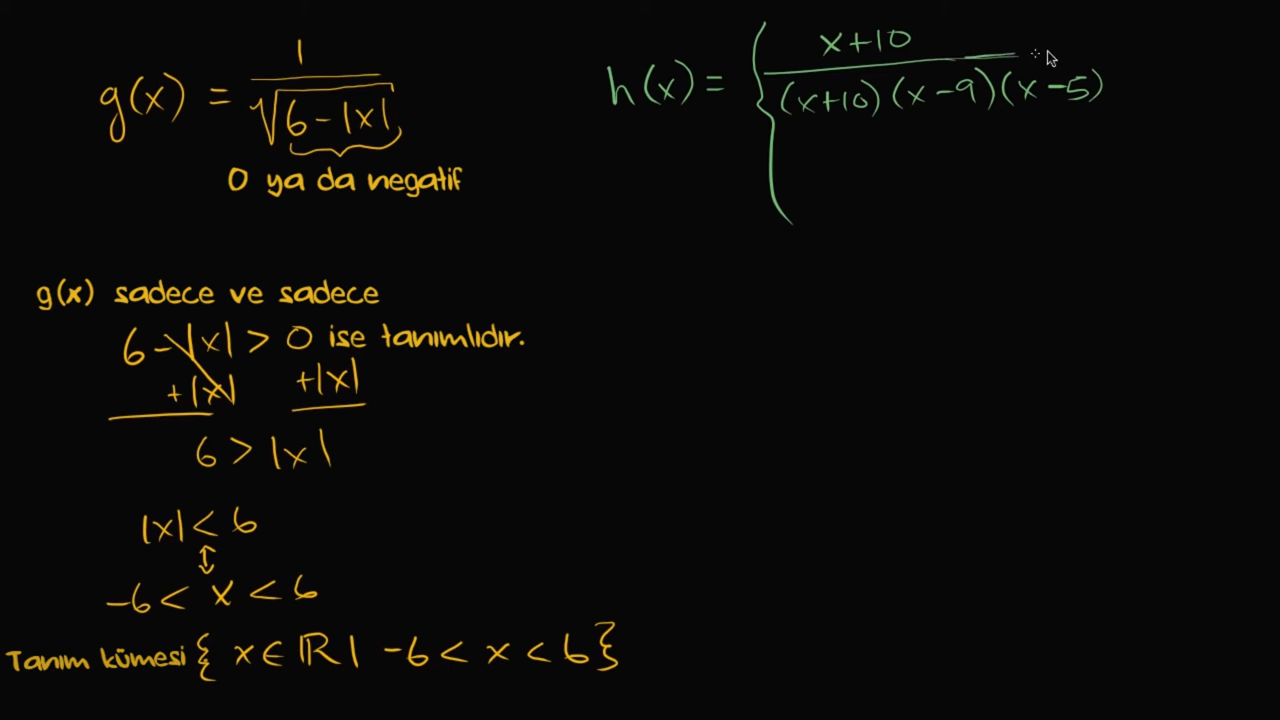 g(x) = 1 / √(6-|x|)
0 ya da negatif
g(x) sadece ve sadece
6-|x| > 0 ise tanımlıdır.
+|x| +|x|
6 > |x|
|x| < 6
↕
-6 < x < 6
Tanım kümesi { x ∈ ℝ | -6 < x < 6 }
h(x) = { x+10 / (x+10)(x-9)(x-5)